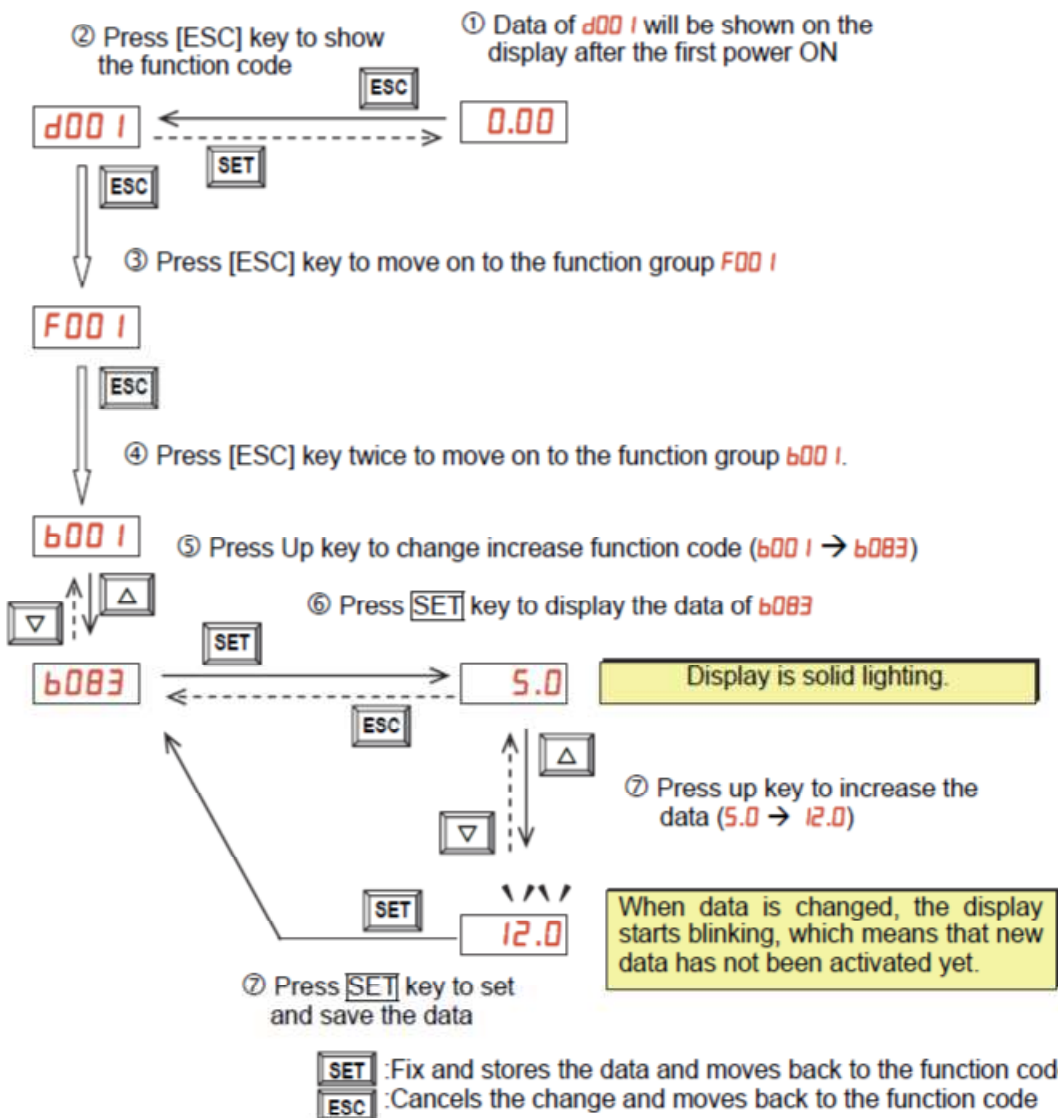 ① Data of d001 will be shown on the
display after the first power ON
② Press [ESC] key to show
the function code
ESC
d001
0.00
SET
ESC
③ Press [ESC] key to move on to the function group F001
F001
ESC
④ Press [ESC] key twice to move on to the function group b001.
b001
⑤ Press Up key to change increase function code (b001 → b083)
△
▽
⑥ Press SET key to display the data of b083
SET
b083
5.0
Display is solid lighting.
ESC
△
⑦ Press up key to increase the
data (5.0 → 12.0)
▽
SET
12.0
When data is changed, the display
starts blinking, which means that new
data has not been activated yet.
⑦ Press SET key to set
and save the data
SET :Fix and stores the data and moves back to the function cod
ESC :Cancels the change and moves back to the function code